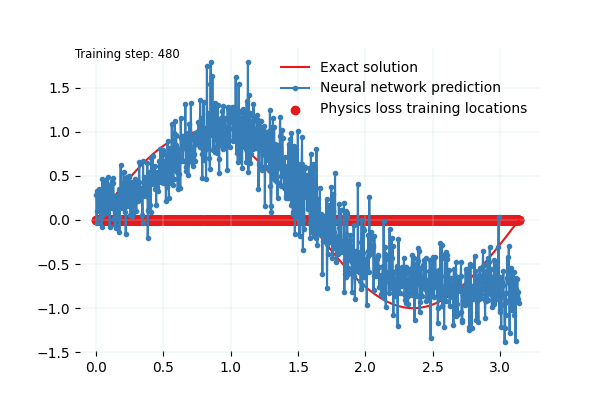 Training step: 480
Exact solution
Neural network prediction
Physics loss training locations
1.5
1.0
0.5
0.0
−0.5
−1.0
−1.5
0.0 0.5 1.0 1.5 2.0 2.5 3.0